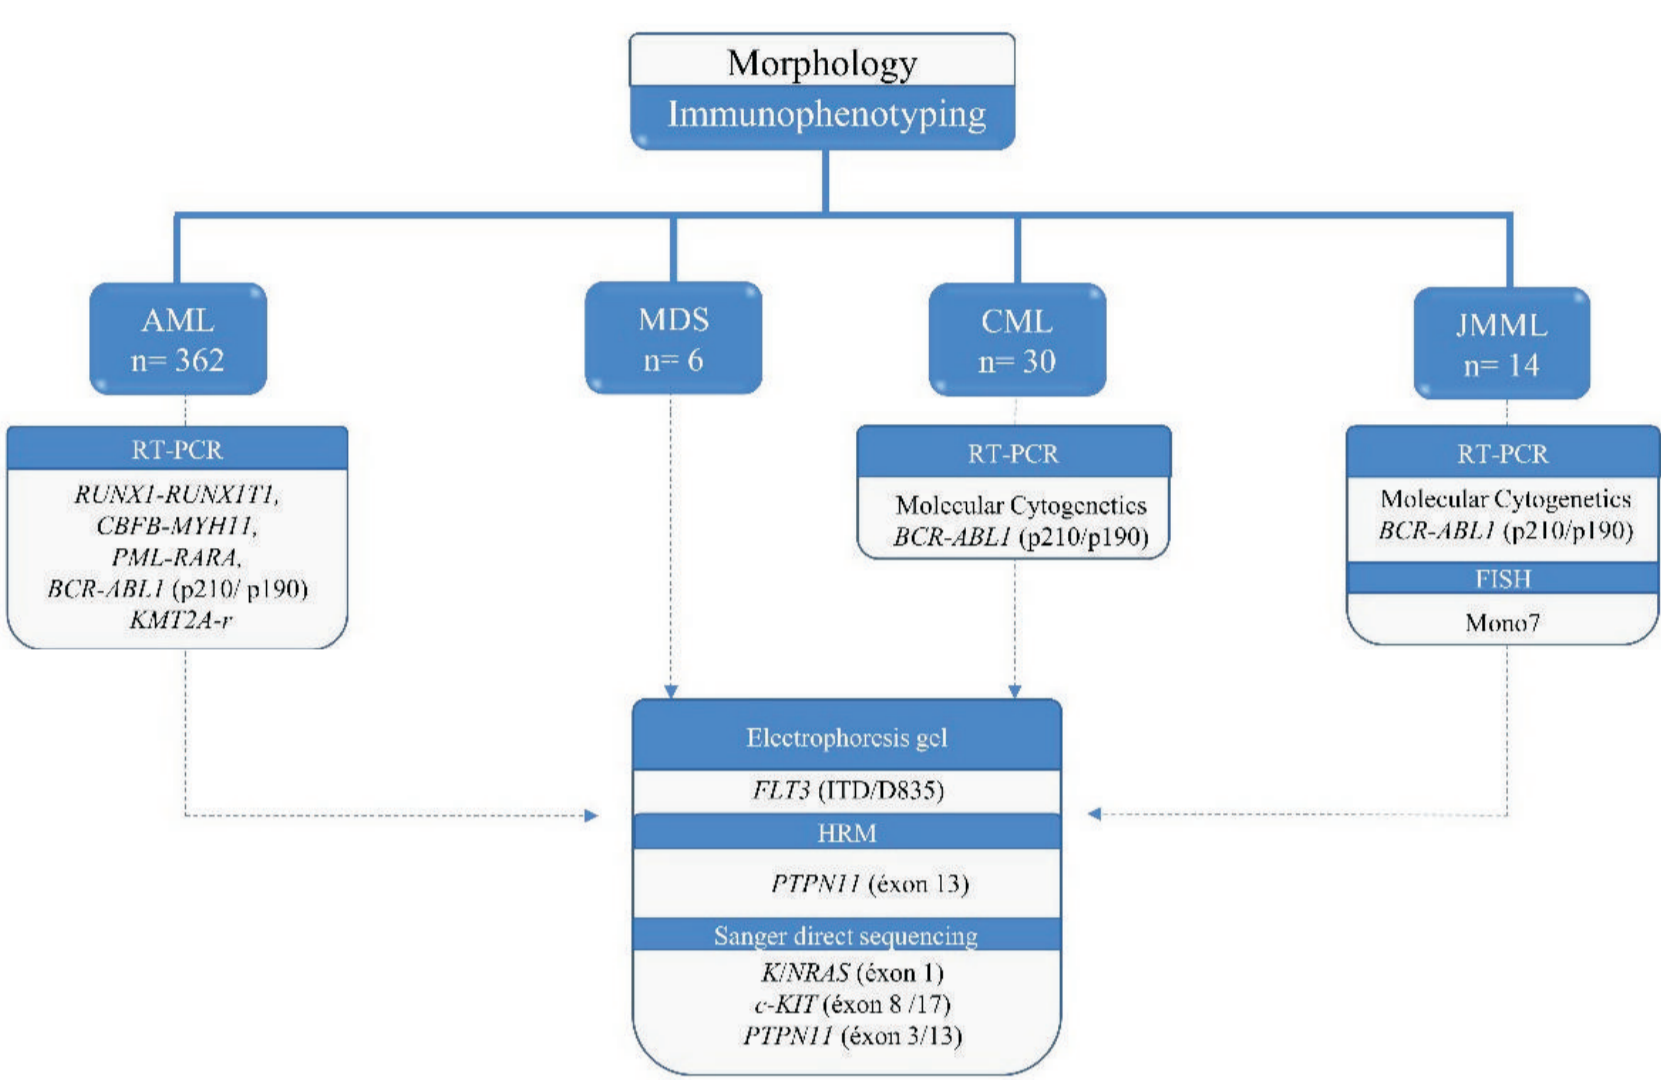 Morphology
Immunophenotyping
AML
n= 362
MDS
n= 6
CML
n= 30
JMML
n= 14
RT-PCR
RUNX1-RUNX1T1,
CBFB-MYH11,
PML-RARA,
BCR-ABL1 (p210/ p190)
KMT2A-r
RT-PCR
Molecular Cytogenetics
BCR-ABL1 (p210/p190)
RT-PCR
Molecular Cytogenetics
BCR-ABL1 (p210/p190)
FISH
Mono7
Electrophoresis gel
FLT3 (ITD/D835)
HRM
PTPN11 (éxon 13)
Sanger direct sequencing
K/NRAS (éxon 1)
c-KIT (éxon 8 /17)
PTPN11 (éxon 3/13)